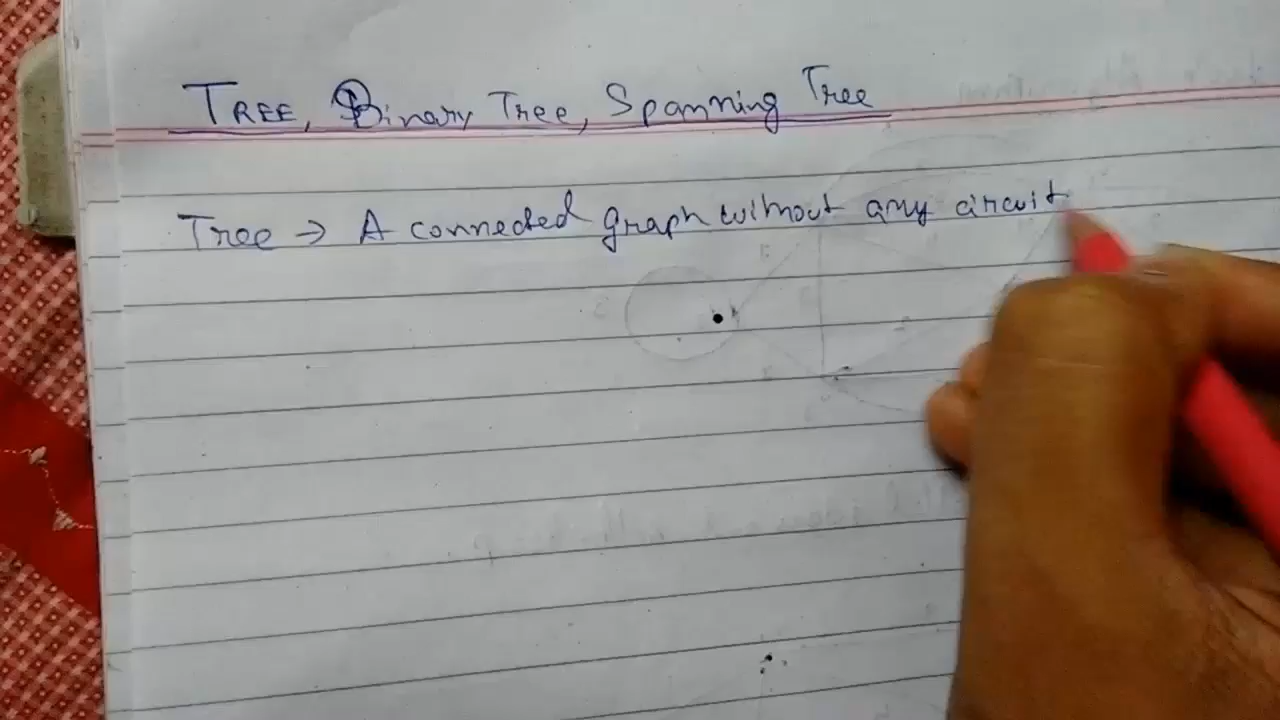 TREE, Binary Tree, Spanning Tree
Tree → A connected graph without any circuit